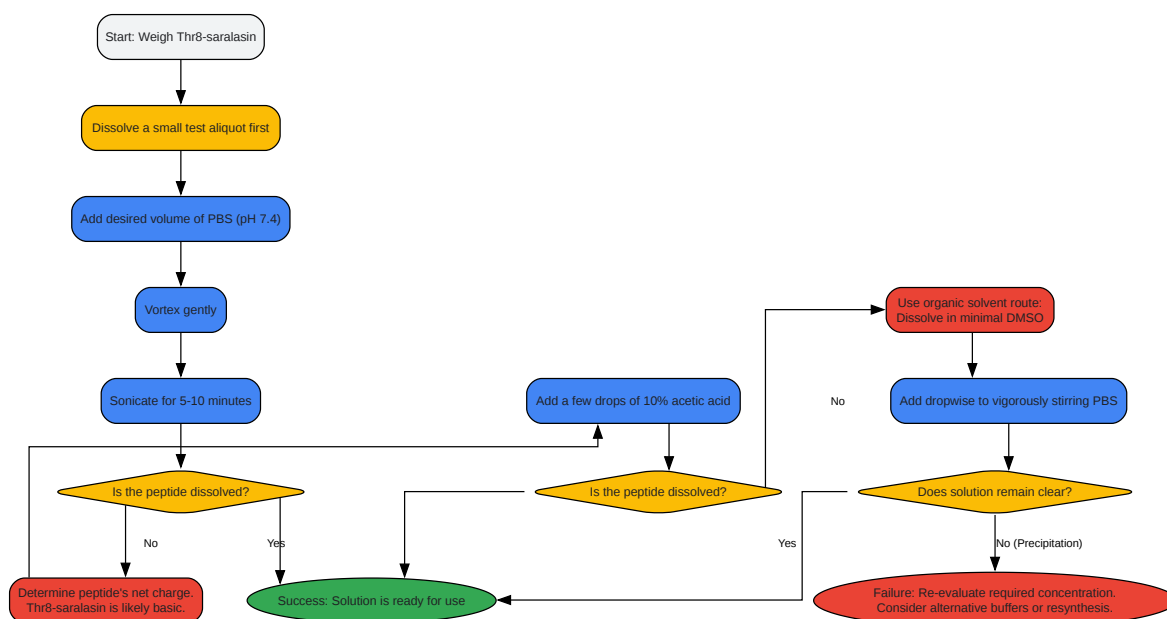 Start: Weigh Thr8-saralasin
Dissolve a small test aliquot first
Add desired volume of PBS (pH 7.4)
Vortex gently
Sonicate for 5-10 minutes
Is the peptide dissolved?
No
Yes
Determine peptide's net charge.
Thr8-saralasin is likely basic.
Add a few drops of 10% acetic acid
Is the peptide dissolved?
No
Success: Solution is ready for use
Use organic solvent route:
Dissolve in minimal DMSO
Add dropwise to vigorously stirring PBS
Does solution remain clear?
Yes
No (Precipitation)
Failure: Re-evaluate required concentration.
Consider alternative buffers or resynthesis.